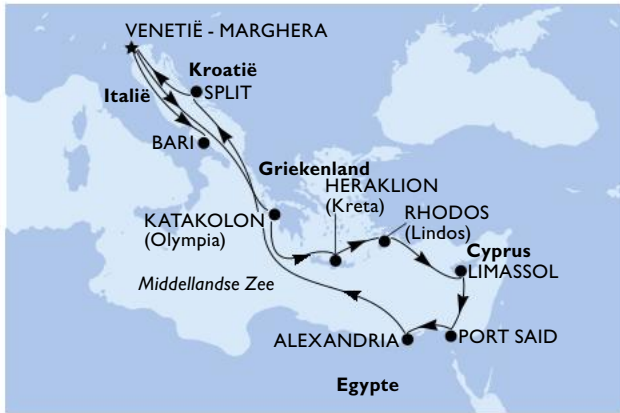 VENETIË - MARGHERA
Kroatië
SPLIT
Italië
BARI
Griekenland
HERAKLION
(Kreta)
KATAKOLON
(Olympia)
RHODOS
(Lindos)
Cyprus
LIMASSOL
Middellandse Zee
ALEXANDRIA
PORT SAID
Egypte